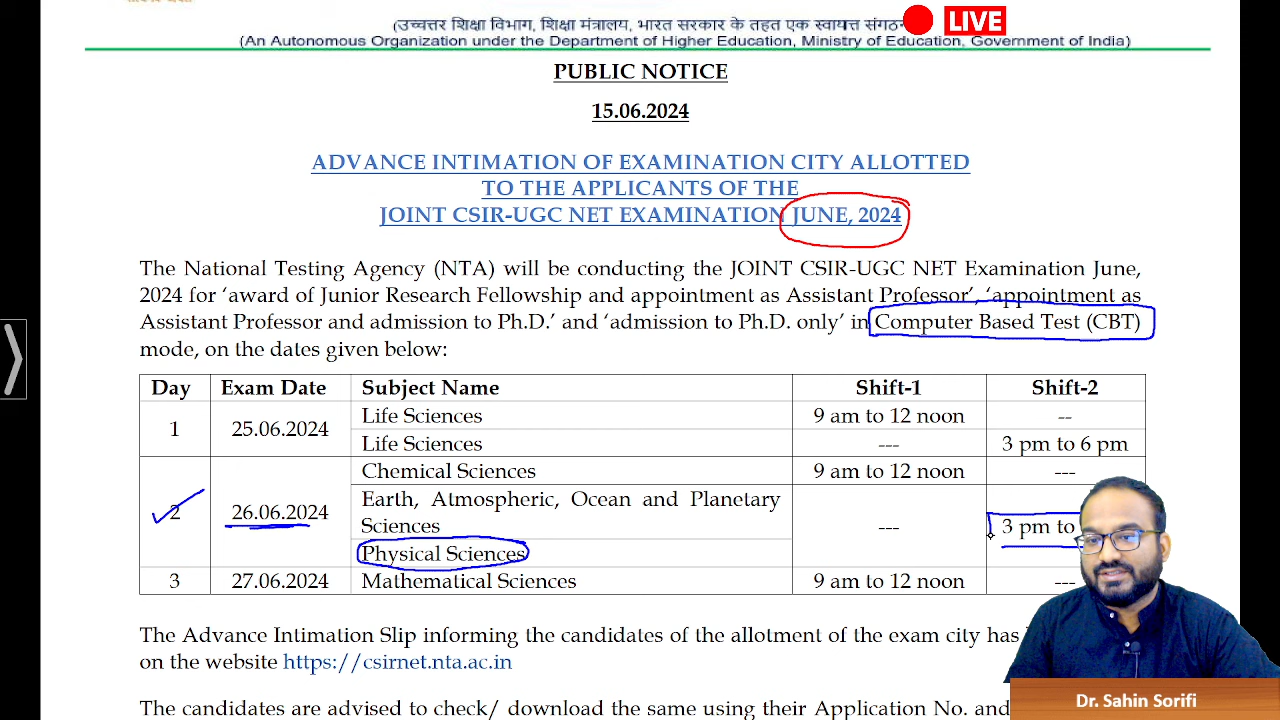 (उच्चत्तर शिक्षा विभाग, शिक्षा मंत्रालय, भारत सरकार के तहत एक स्वायत्त संगठन
LIVE
(An Autonomous Organization under the Department of Higher Education, Ministry of Education, Government of India)
PUBLIC NOTICE
15.06.2024
ADVANCE INTIMATION OF EXAMINATION CITY ALLOTTED
TO THE APPLICANTS OF THE
JOINT CSIR-UGC NET EXAMINATION JUNE, 2024
The National Testing Agency (NTA) will be conducting the JOINT CSIR-UGC NET Examination June,
2024 for ‘award of Junior Research Fellowship and appointment as Assistant Professor’, ‘appointment as
Assistant Professor and admission to Ph.D.’ and ‘admission to Ph.D. only’ in Computer Based Test (CBT)
mode, on the dates given below:
Day Exam Date Subject Name Shift-1 Shift-2
1 25.06.2024 Life Sciences 9 am to 12 noon --
Life Sciences --- 3 pm to 6 pm
2 26.06.2024 Chemical Sciences 9 am to 12 noon ---
Earth, Atmospheric, Ocean and Planetary
Sciences --- 3 pm to
Physical Sciences
3 27.06.2024 Mathematical Sciences 9 am to 12 noon ---
The Advance Intimation Slip informing the candidates of the allotment of the exam city has
on the website https://csirnet.nta.ac.in
The candidates are advised to check/ download the same using their Application No. and
Dr. Sahin Sorifi